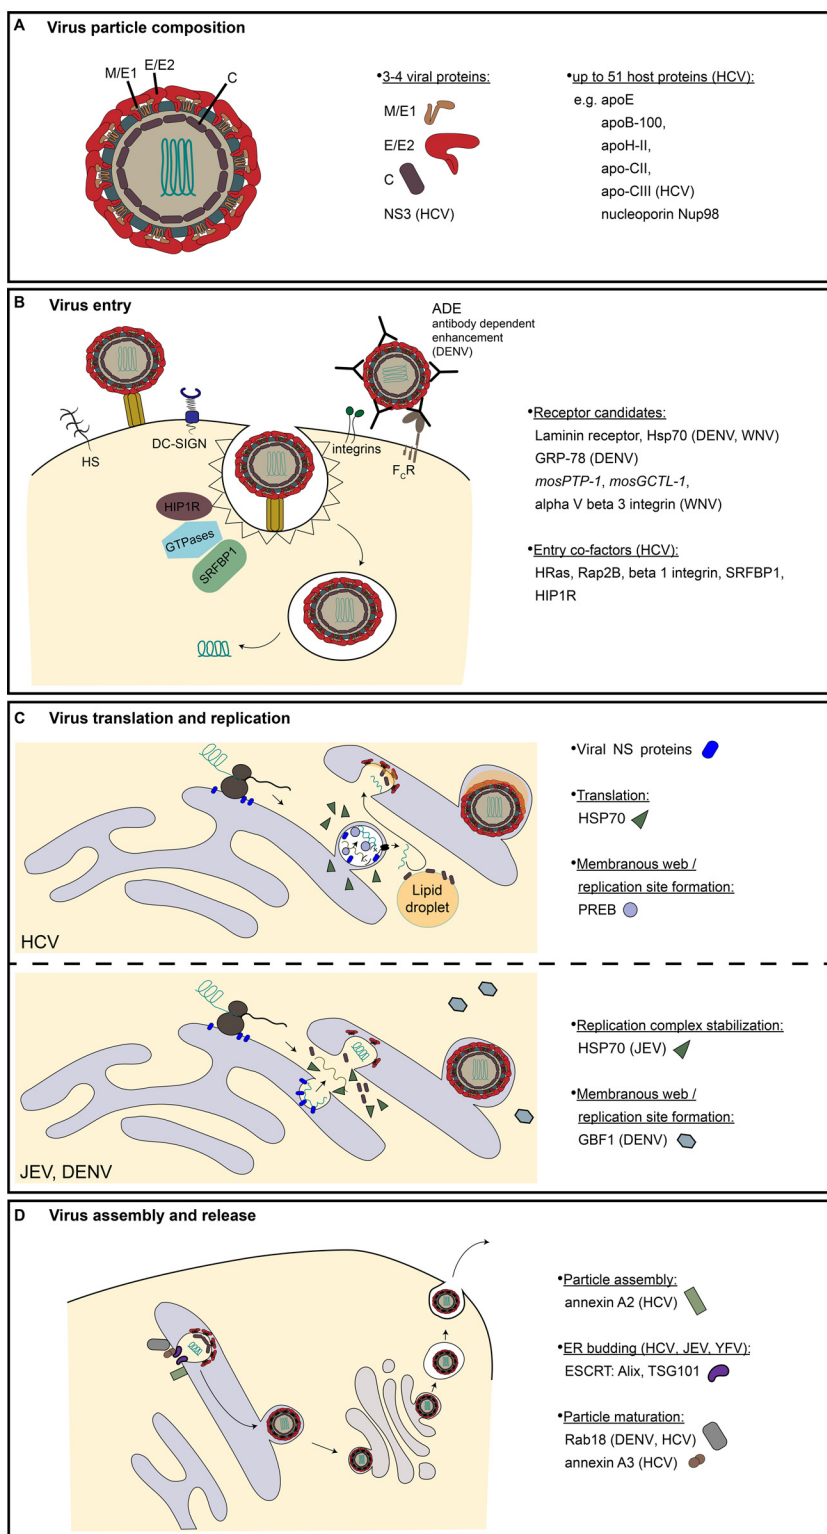 A Virus particle composition
E/E2
M/E1
C
•3-4 viral proteins:
M/E1
E/E2
C
NS3 (HCV)
•up to 51 host proteins (HCV):
e.g. apoE
apoB-100,
apoH-II,
apo-CII,
apo-CIII (HCV)
nucleoporin Nup98
B Virus entry
ADE
antibody dependent
enhancement
(DENV)
HS
DC-SIGN
integrins
FCR
HIP1R
GTPases
SRFBP1
•Receptor candidates:
Laminin receptor, Hsp70 (DENV, WNV)
GRP-78 (DENV)
mosPTP-1, mosGCTL-1,
alpha V beta 3 integrin (WNV)
•Entry co-factors (HCV):
HRas, Rap2B, beta 1 integrin, SRFBP1,
HIP1R
C Virus translation and replication
Lipid
droplet
HCV
•Viral NS proteins
•Translation:
HSP70
•Membranous web /
replication site formation:
PREB
JEV, DENV
•Replication complex stabilization:
HSP70 (JEV)
•Membranous web /
replication site formation:
GBF1 (DENV)
D Virus assembly and release
•Particle assembly:
annexin A2 (HCV)
•ER budding (HCV, JEV, YFV):
ESCRT: Alix, TSG101
•Particle maturation:
Rab18 (DENV, HCV)
annexin A3 (HCV)